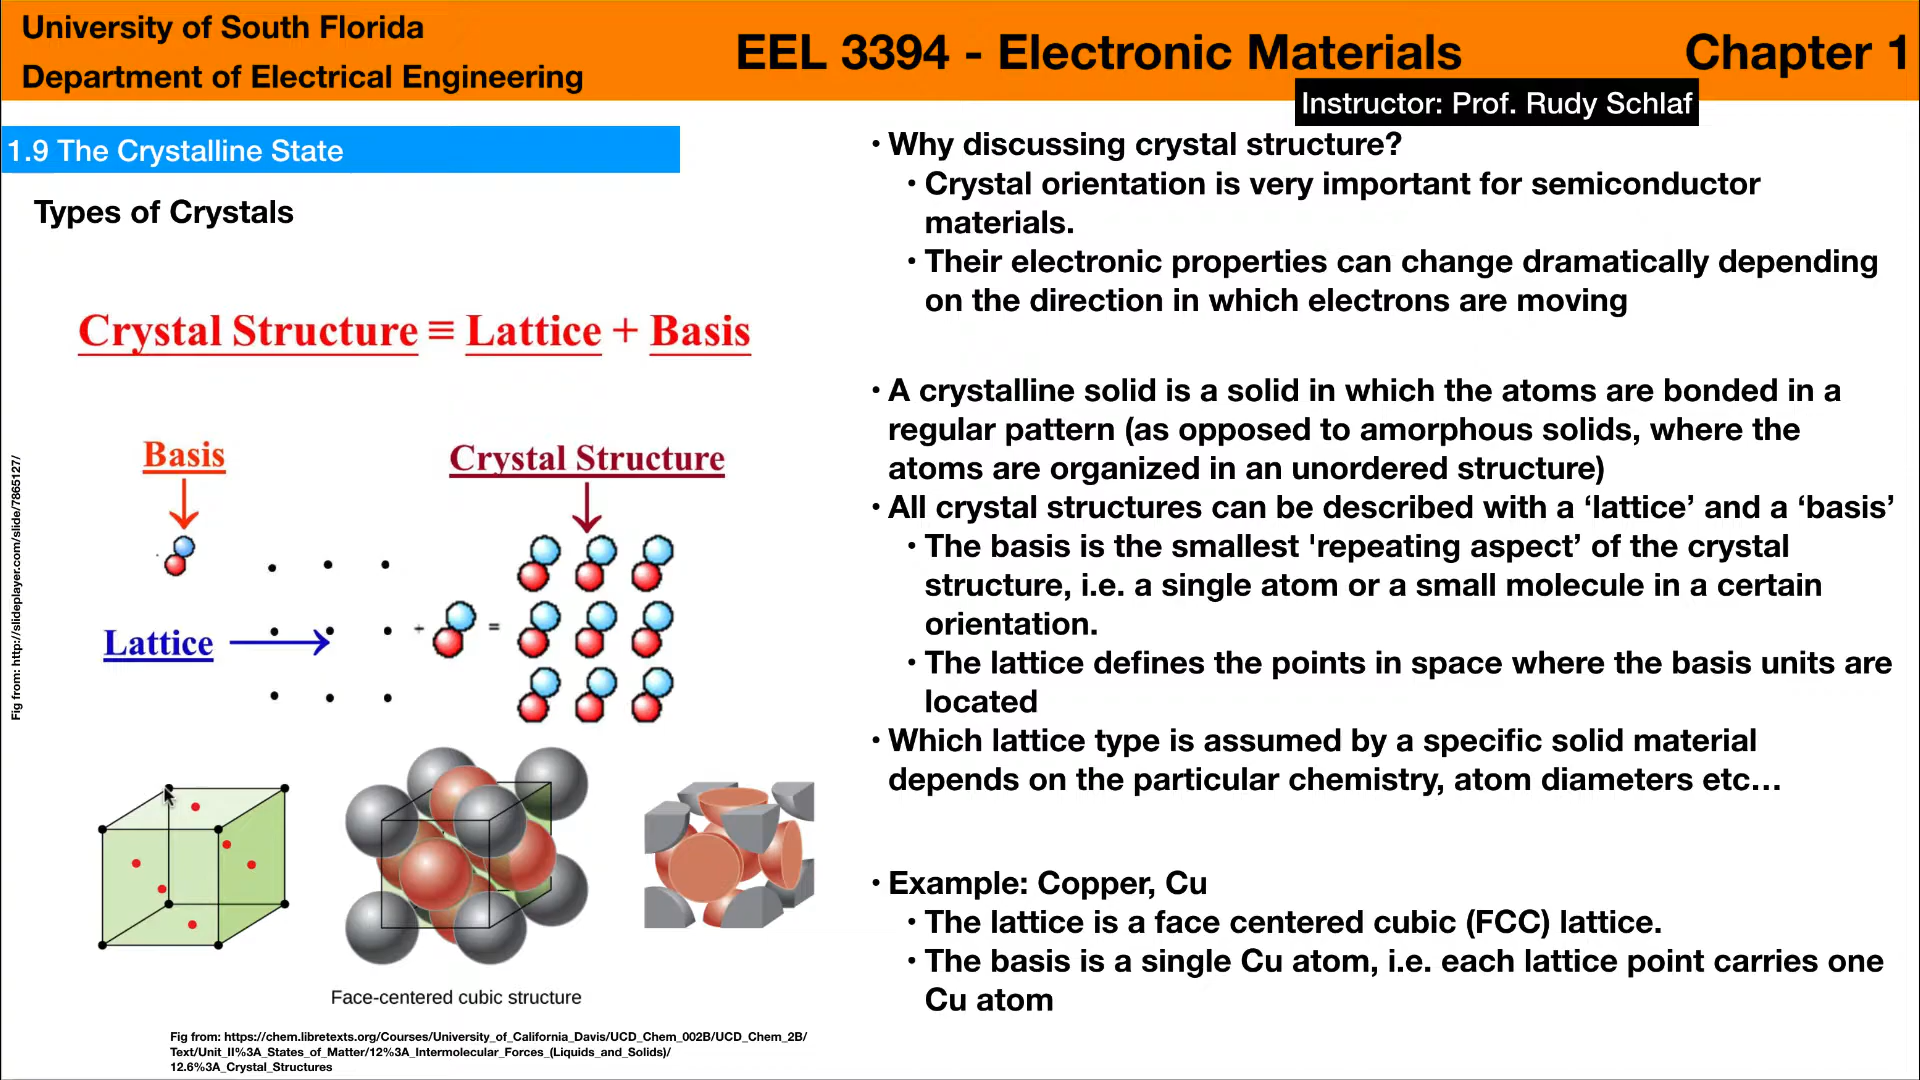 University of South Florida
Department of Electrical Engineering
EEL 3394 - Electronic Materials
Chapter 1
Instructor: Prof. Rudy Schlaf
1.9 The Crystalline State
Types of Crystals
Crystal Structure ≡ Lattice + Basis
Basis
Crystal Structure
Lattice
+
=
Fig from: http://slideplayer.com/slide/7865127/
Face-centered cubic structure
Fig from: https://chem.libretexts.org/Courses/University_of_California_Davis/UCD_Chem_002B/UCD_Chem_2B/
Text/Unit_II%3A_States_of_Matter/12%3A_Intermolecular_Forces_(Liquids_and_Solids)/
12.6%3A_Crystal_Structures
• Why discussing crystal structure?
• Crystal orientation is very important for semiconductor
materials.
• Their electronic properties can change dramatically depending
on the direction in which electrons are moving
• A crystalline solid is a solid in which the atoms are bonded in a
regular pattern (as opposed to amorphous solids, where the
atoms are organized in an unordered structure)
• All crystal structures can be described with a ‘lattice’ and a ‘basis’
• The basis is the smallest 'repeating aspect’ of the crystal
structure, i.e. a single atom or a small molecule in a certain
orientation.
• The lattice defines the points in space where the basis units are
located
• Which lattice type is assumed by a specific solid material
depends on the particular chemistry, atom diameters etc…
• Example: Copper, Cu
• The lattice is a face centered cubic (FCC) lattice.
• The basis is a single Cu atom, i.e. each lattice point carries one
Cu atom